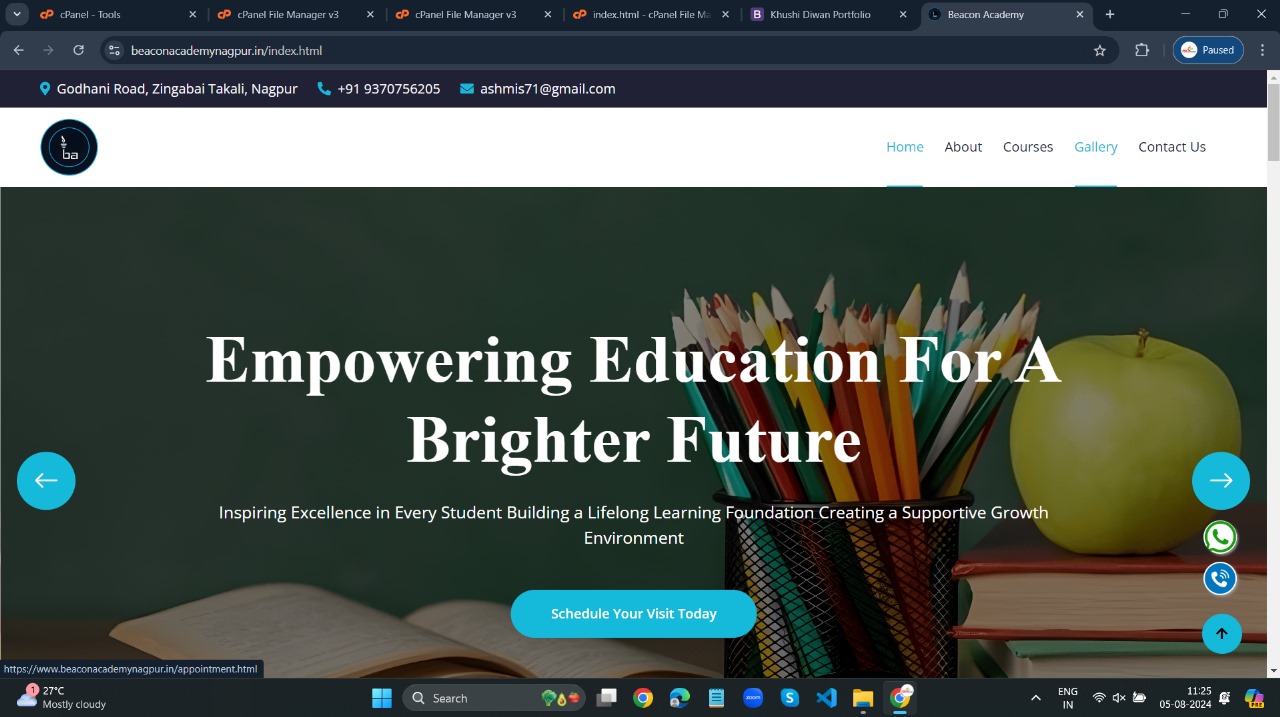 cPanel - Tools
cPanel File Manager v3
cPanel File Manager v3
index.html - cPanel File Ma
Khushi Diwan Portfolio
Beacon Academy
beaconacademynagpur.in/index.html
Paused
Godhani Road, Zingabai Takali, Nagpur
+91 9370756205
ashmis71@gmail.com
ba
Home
About
Courses
Gallery
Contact Us
Empowering Education For A
Brighter Future
Inspiring Excellence in Every Student Building a Lifelong Learning Foundation Creating a Supportive Growth
Environment
Schedule Your Visit Today
https://www.beaconacademynagpur.in/appointment.html
1
27°C
Mostly cloudy
Search
zoom
ENG
IN
11:25
05-08-2024
PRE